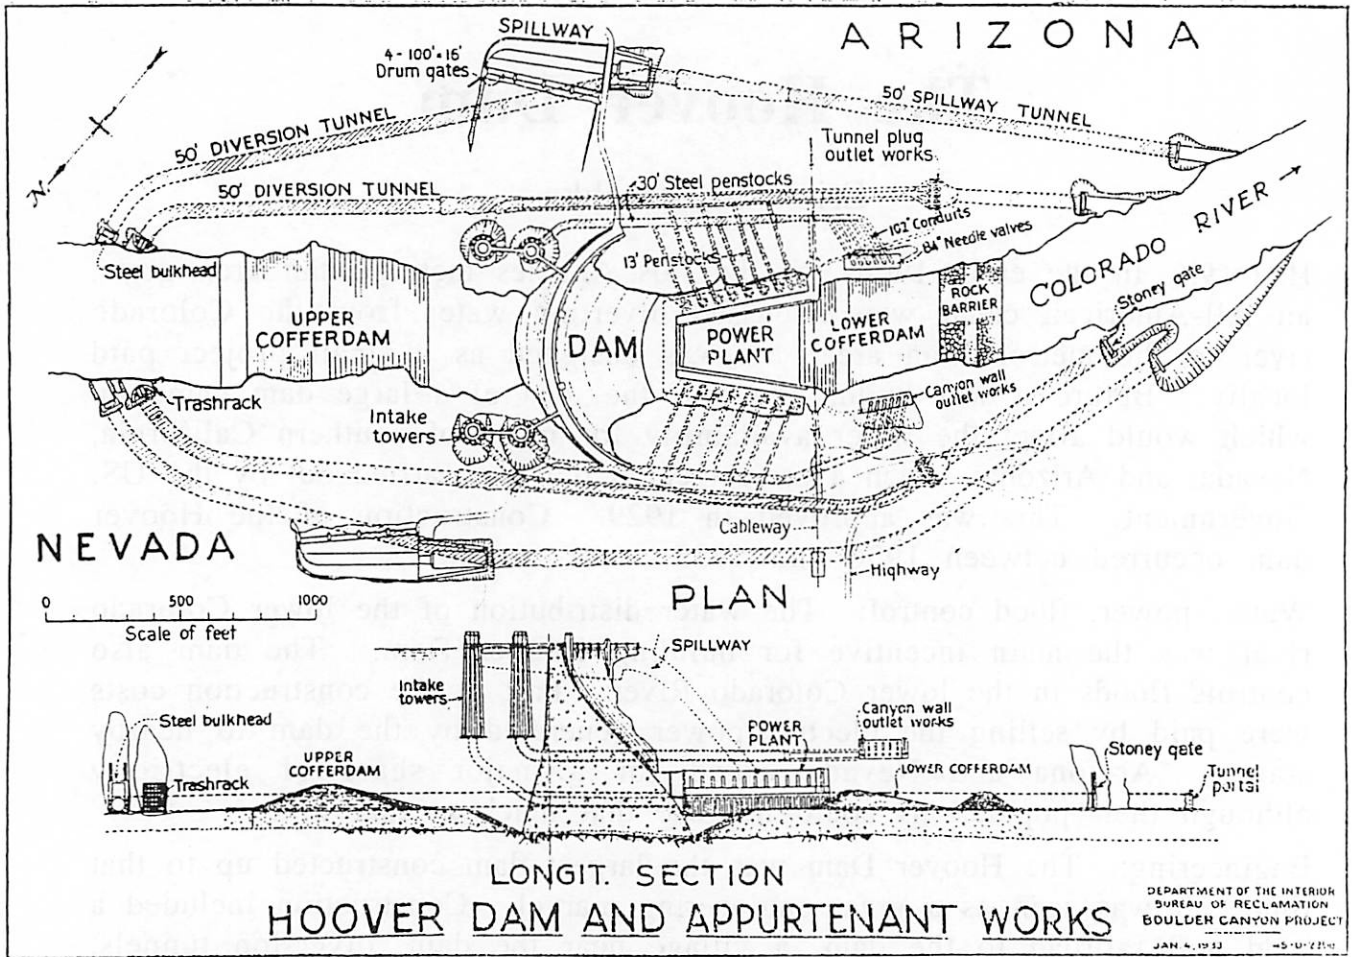 ARIZONA
SPILLWAY
4-100'×16'
Drum gates
50' SPILLWAY TUNNEL
50' DIVERSION TUNNEL
Tunnel plug
outlet works
N
50' DIVERSION TUNNEL
30' Steel penstocks
102" Conduits
84" Needle valves
13' Penstocks
Steel bulkhead
COLORADO RIVER
Stoney gate
UPPER
COFFERDAM
DAM
POWER
PLANT
LOWER
COFFERDAM
ROCK
BARRIER
Canyon wall
outlet works
Trashrack
Intake
towers
Cableway
NEVADA
Highway
PLAN
0 500 1000
Scale of feet
SPILLWAY
Intake
towers
Canyon wall
outlet works
Steel bulkhead
POWER
PLANT
Stoney gate
UPPER
COFFERDAM
LOWER COFFERDAM
Tunnel
portal
Trashrack
LONGIT. SECTION
HOOVER DAM AND APPURTENANT WORKS
DEPARTMENT OF THE INTERIOR
BUREAU OF RECLAMATION
BOULDER CANYON PROJECT